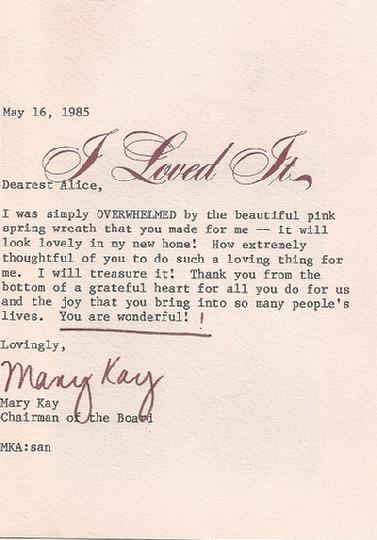 May 16, 1985
I Loved It
Dearest Alice,
I was simply OVERWHELMED by the beautiful pink
spring wreath that you made for me -- it will
look lovely in my new home! How extremely
thoughtful of you to do such a loving thing for
me. I will treasure it! Thank you from the
bottom of a grateful heart for all you do for us
and the joy that you bring into so many people's
lives. You are wonderful! !
Lovingly,
Mary Kay
Mary Kay
Chairman of the Board
MKA:san